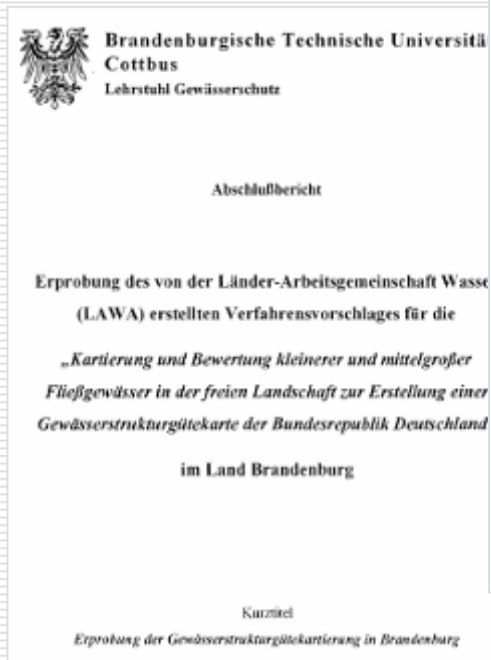 Brandenburgische Technische Universitä
Cottbus
Lehrstuhl Gewässerschutz
Abschlußbericht
Erprobung des von der Länder-Arbeitsgemeinschaft Wasse
(LAWA) erstellten Verfahrensvorschlages für die
„Kartierung und Bewertung kleinerer und mittelgroßer
Fließgewässer in der freien Landschaft zur Erstellung einer
Gewässerstrukturgütekarte der Bundesrepublik Deutschland
im Land Brandenburg
Kurztitel
Erprobung der Gewässerstrukturgütekartierung in Brandenburg